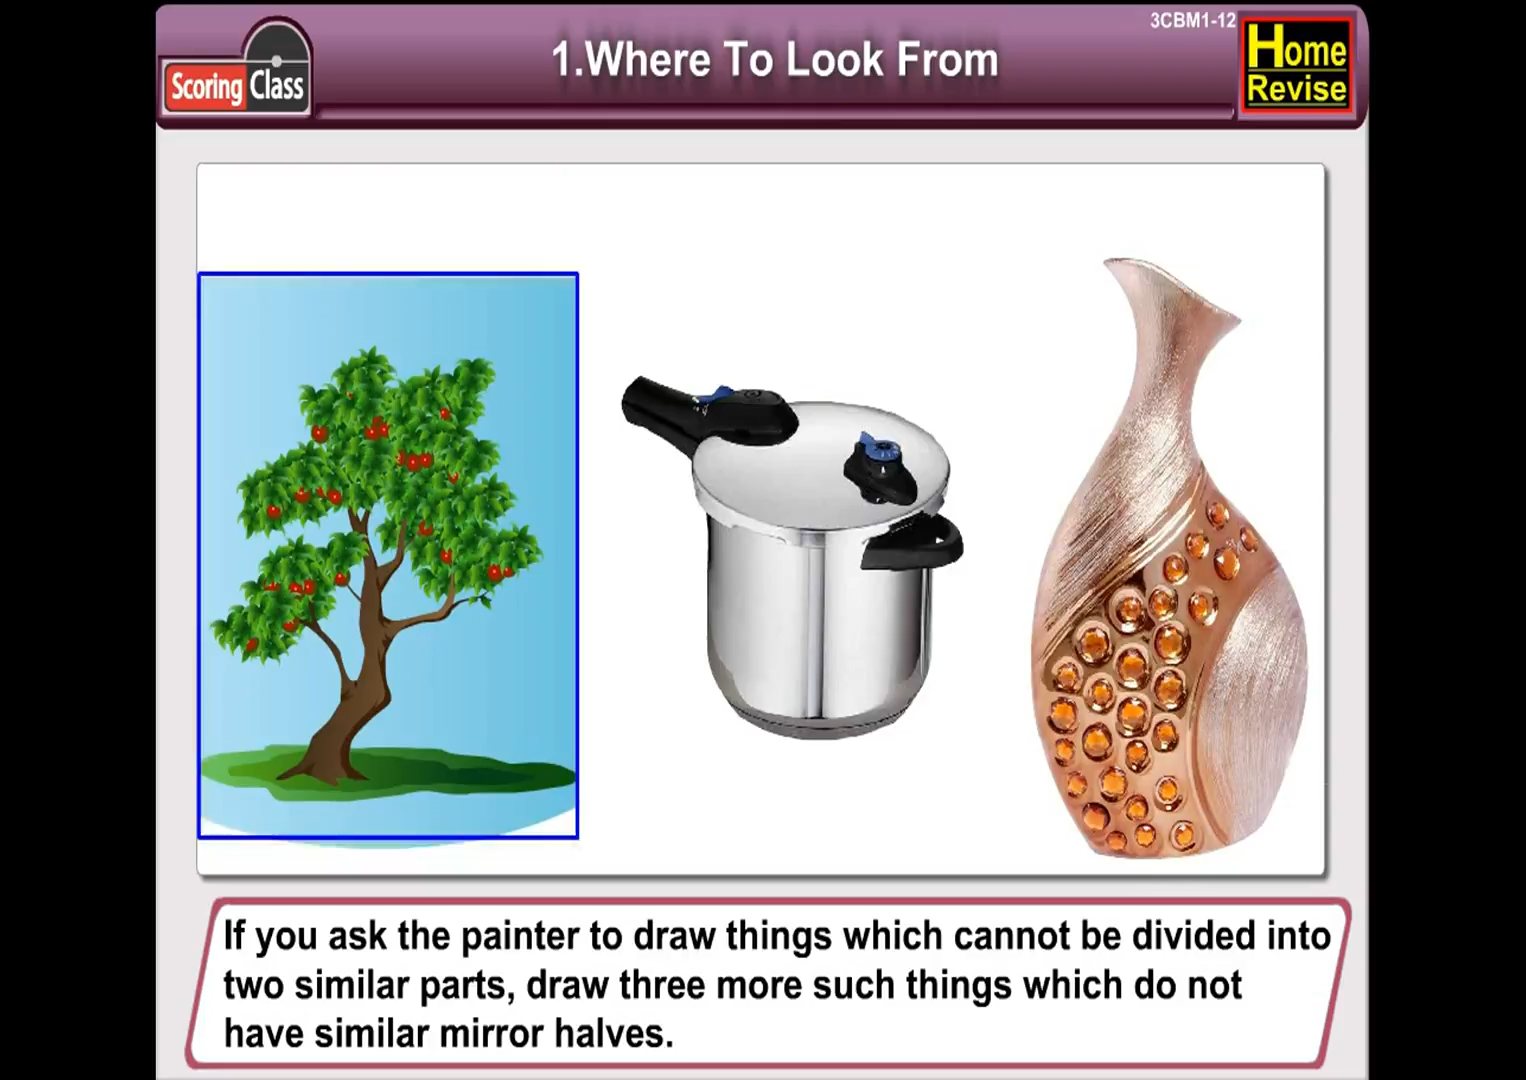 3CBM1-12
Scoring Class
1.Where To Look From
Home
Revise
If you ask the painter to draw things which cannot be divided into
two similar parts, draw three more such things which do not
have similar mirror halves.